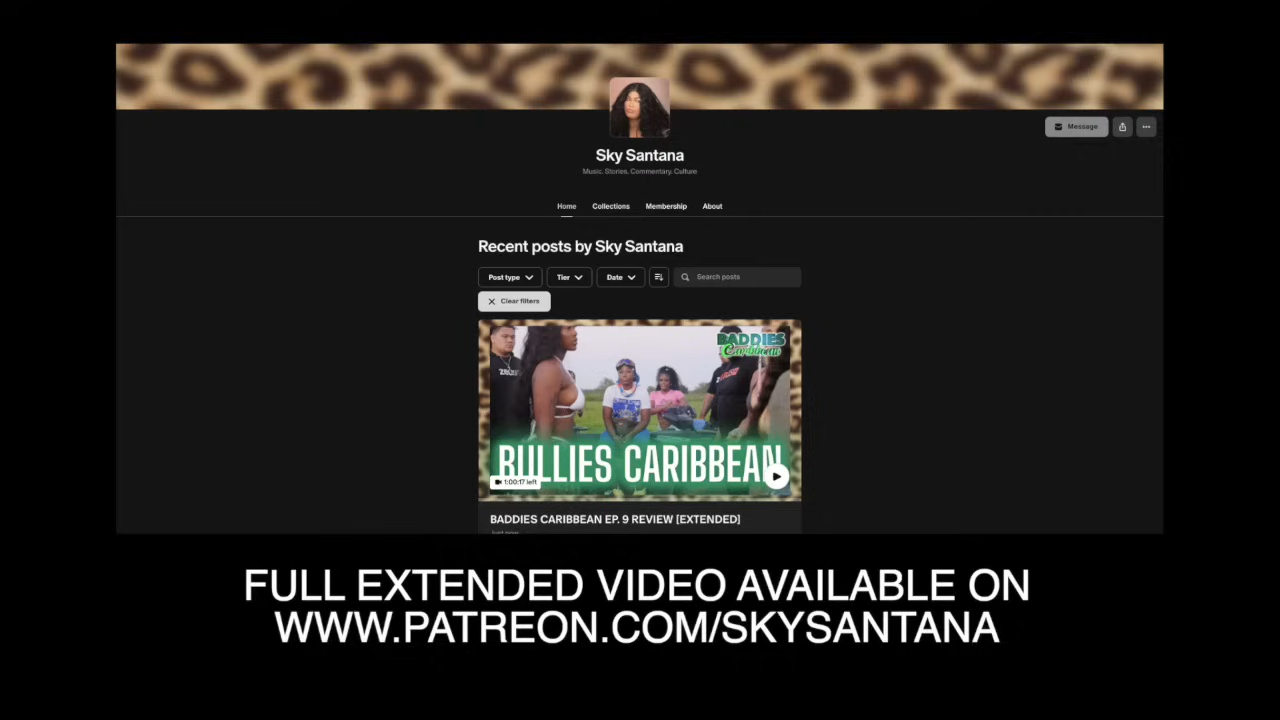 Message
Sky Santana
Music. Stories. Commentary. Culture
Home Collections Membership About
Recent posts by Sky Santana
Post type Tier Date Search posts
Clear filters
BADDIES
Caribbean
BULLIES CARIBBEAN
1:00:17 left
BADDIES CARIBBEAN EP. 9 REVIEW [EXTENDED]
Just now
FULL EXTENDED VIDEO AVAILABLE ON
WWW.PATREON.COM/SKYSANTANA